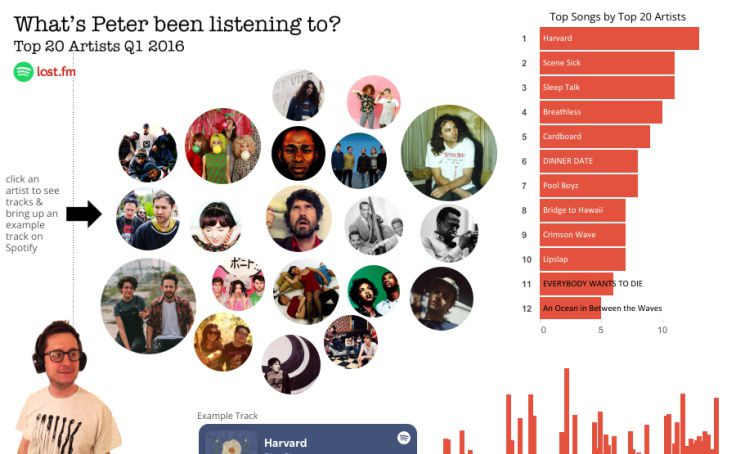 What's Peter been listening to?
Top 20 Artists Q1 2016
last.fm
click an
artist to see
tracks &
bring up an
example
track on
Spotify
Top Songs by Top 20 Artists
1 Harvard
2 Scene Sick
3 Sleep Talk
4 Breathless
5 Cardboard
6 DINNER DATE
7 Pool Boyz
8 Bridge to Hawaii
9 Crimson Wave
10 Lipslap
11 EVERYBODY WANTS TO DIE
12 An Ocean in Between the Waves
0 5 10
Example Track
Harvard